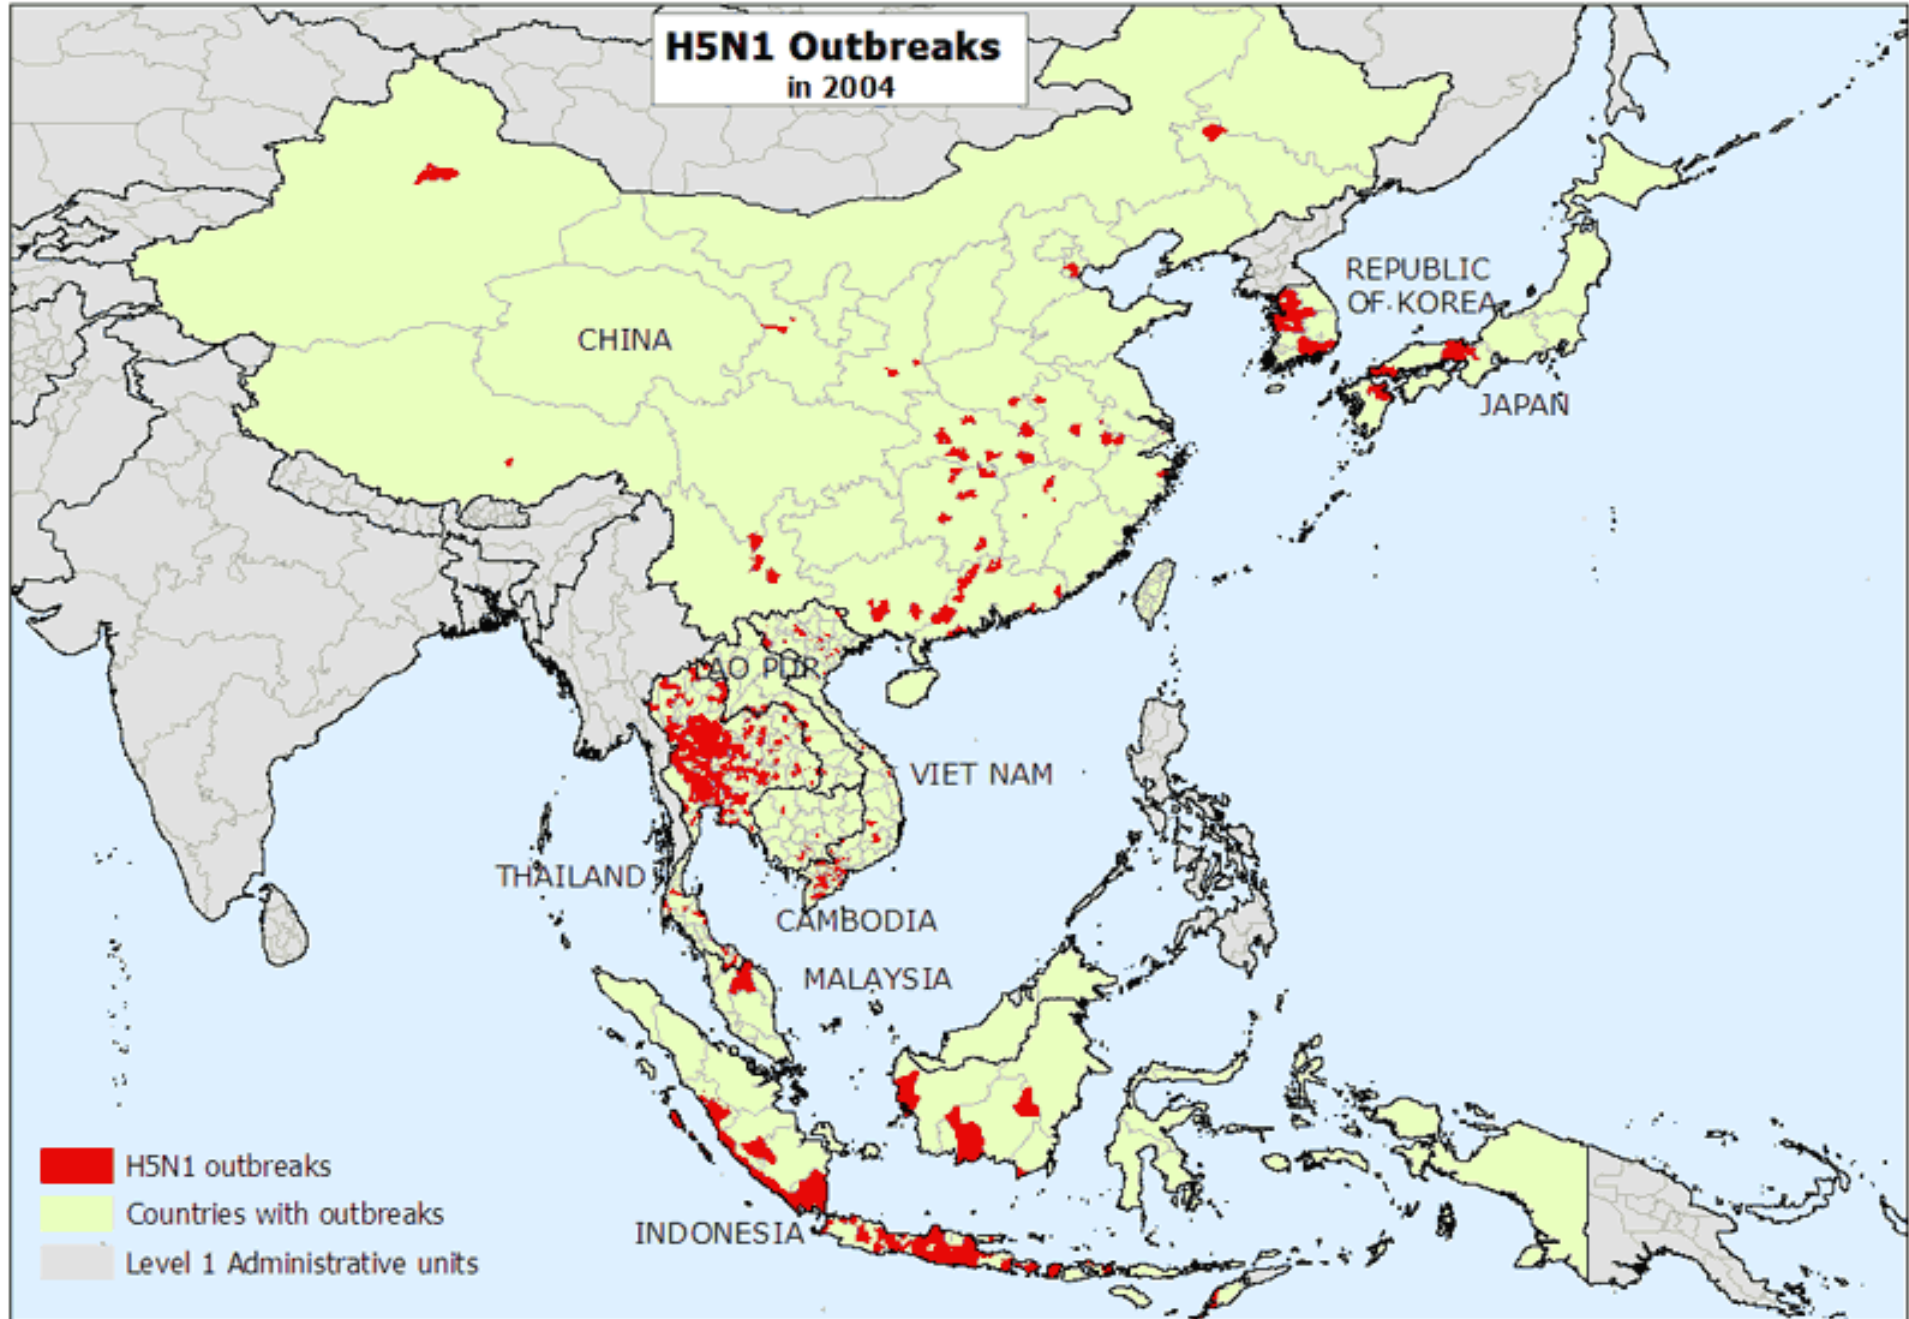 H5N1 Outbreaks
in 2004
REPUBLIC
OF KOREA
CHINA
JAPAN
LAO PDR
VIET NAM
THAILAND
CAMBODIA
MALAYSIA
INDONESIA
H5N1 outbreaks
Countries with outbreaks
Level 1 Administrative units